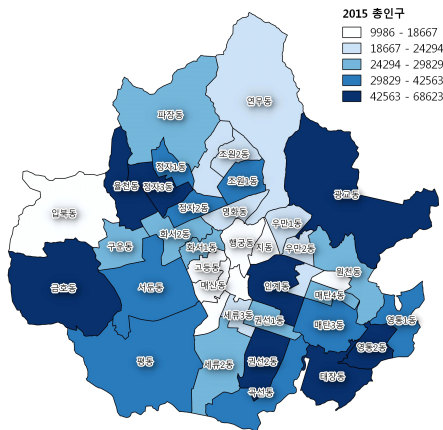 2015 총인구
9986 - 18667
18667 - 24294
24294 - 29829
29829 - 42563
42563 - 68623
연무동
파장동
조원2동
정자1동
조원1동
율천동
정자3동
광교동
정자2동
영화동
입북동
우만1동
화서2동
행궁동
지동
구운동
화서1동
우만2동
고등동
원천동
금호동
서둔동
매산동
인계동
매탄4동
세류3동
권선1동
매탄3동
영통1동
영통2동
평동
세류2동
권선2동
태장동
곡선동